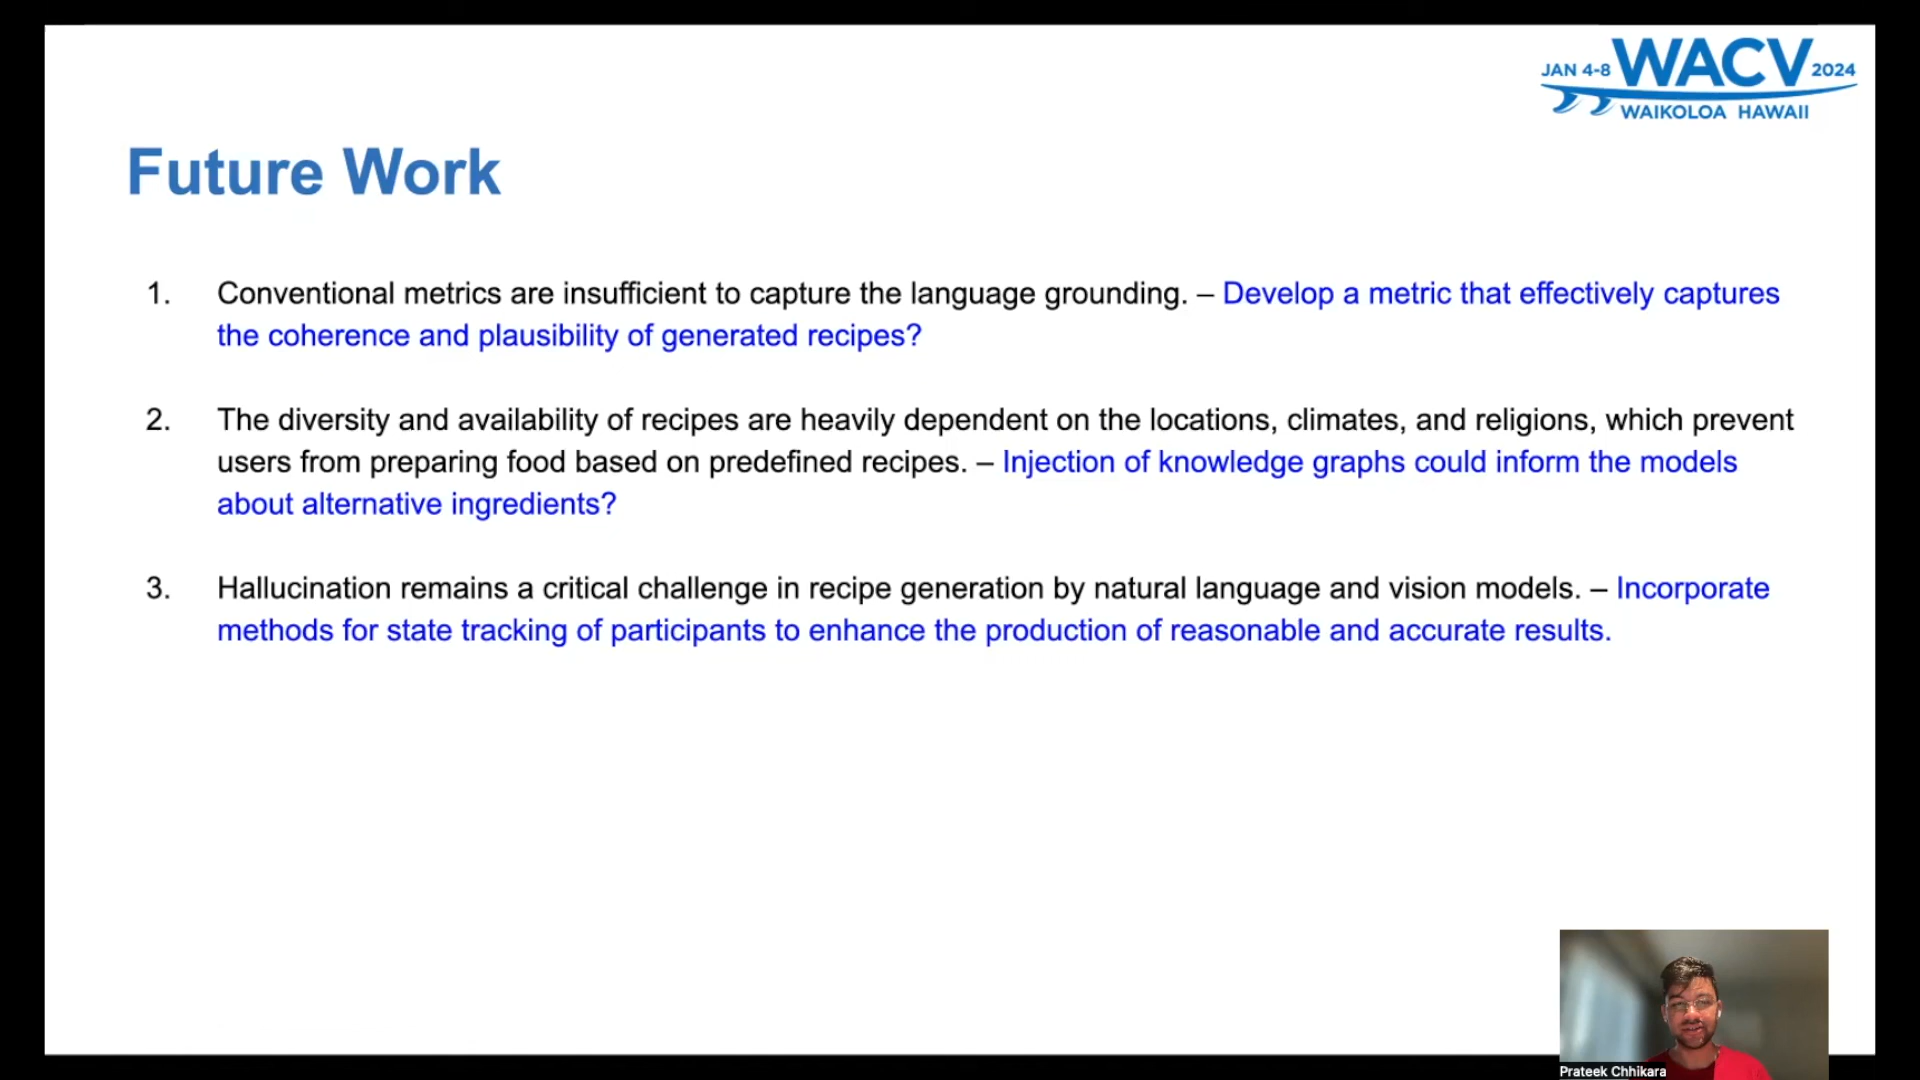 JAN 4-8 WACV 2024
WAIKOLOA HAWAII
Future Work
1. Conventional metrics are insufficient to capture the language grounding. – Develop a metric that effectively captures
the coherence and plausibility of generated recipes?
2. The diversity and availability of recipes are heavily dependent on the locations, climates, and religions, which prevent
users from preparing food based on predefined recipes. – Injection of knowledge graphs could inform the models
about alternative ingredients?
3. Hallucination remains a critical challenge in recipe generation by natural language and vision models. – Incorporate
methods for state tracking of participants to enhance the production of reasonable and accurate results.
Prateek Chhikara